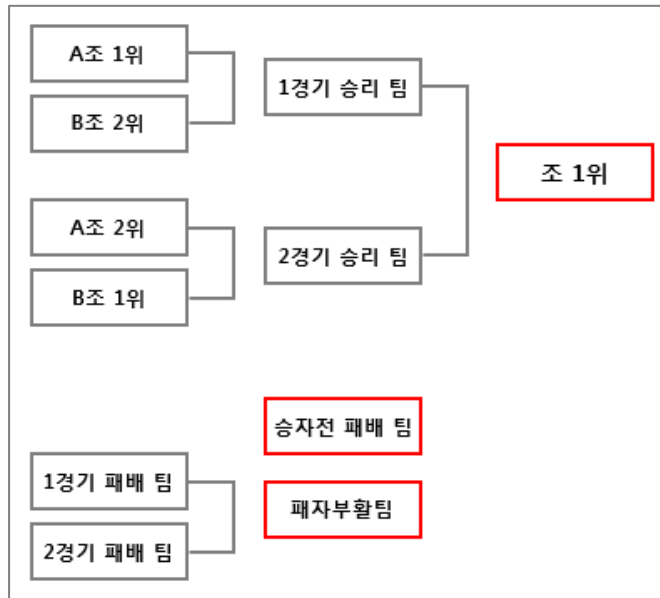 A조 1위
B조 2위
1경기 승리 팀
조 1위
A조 2위
B조 1위
2경기 승리 팀
승자전 패배 팀
1경기 패배 팀
2경기 패배 팀
패자부활팀